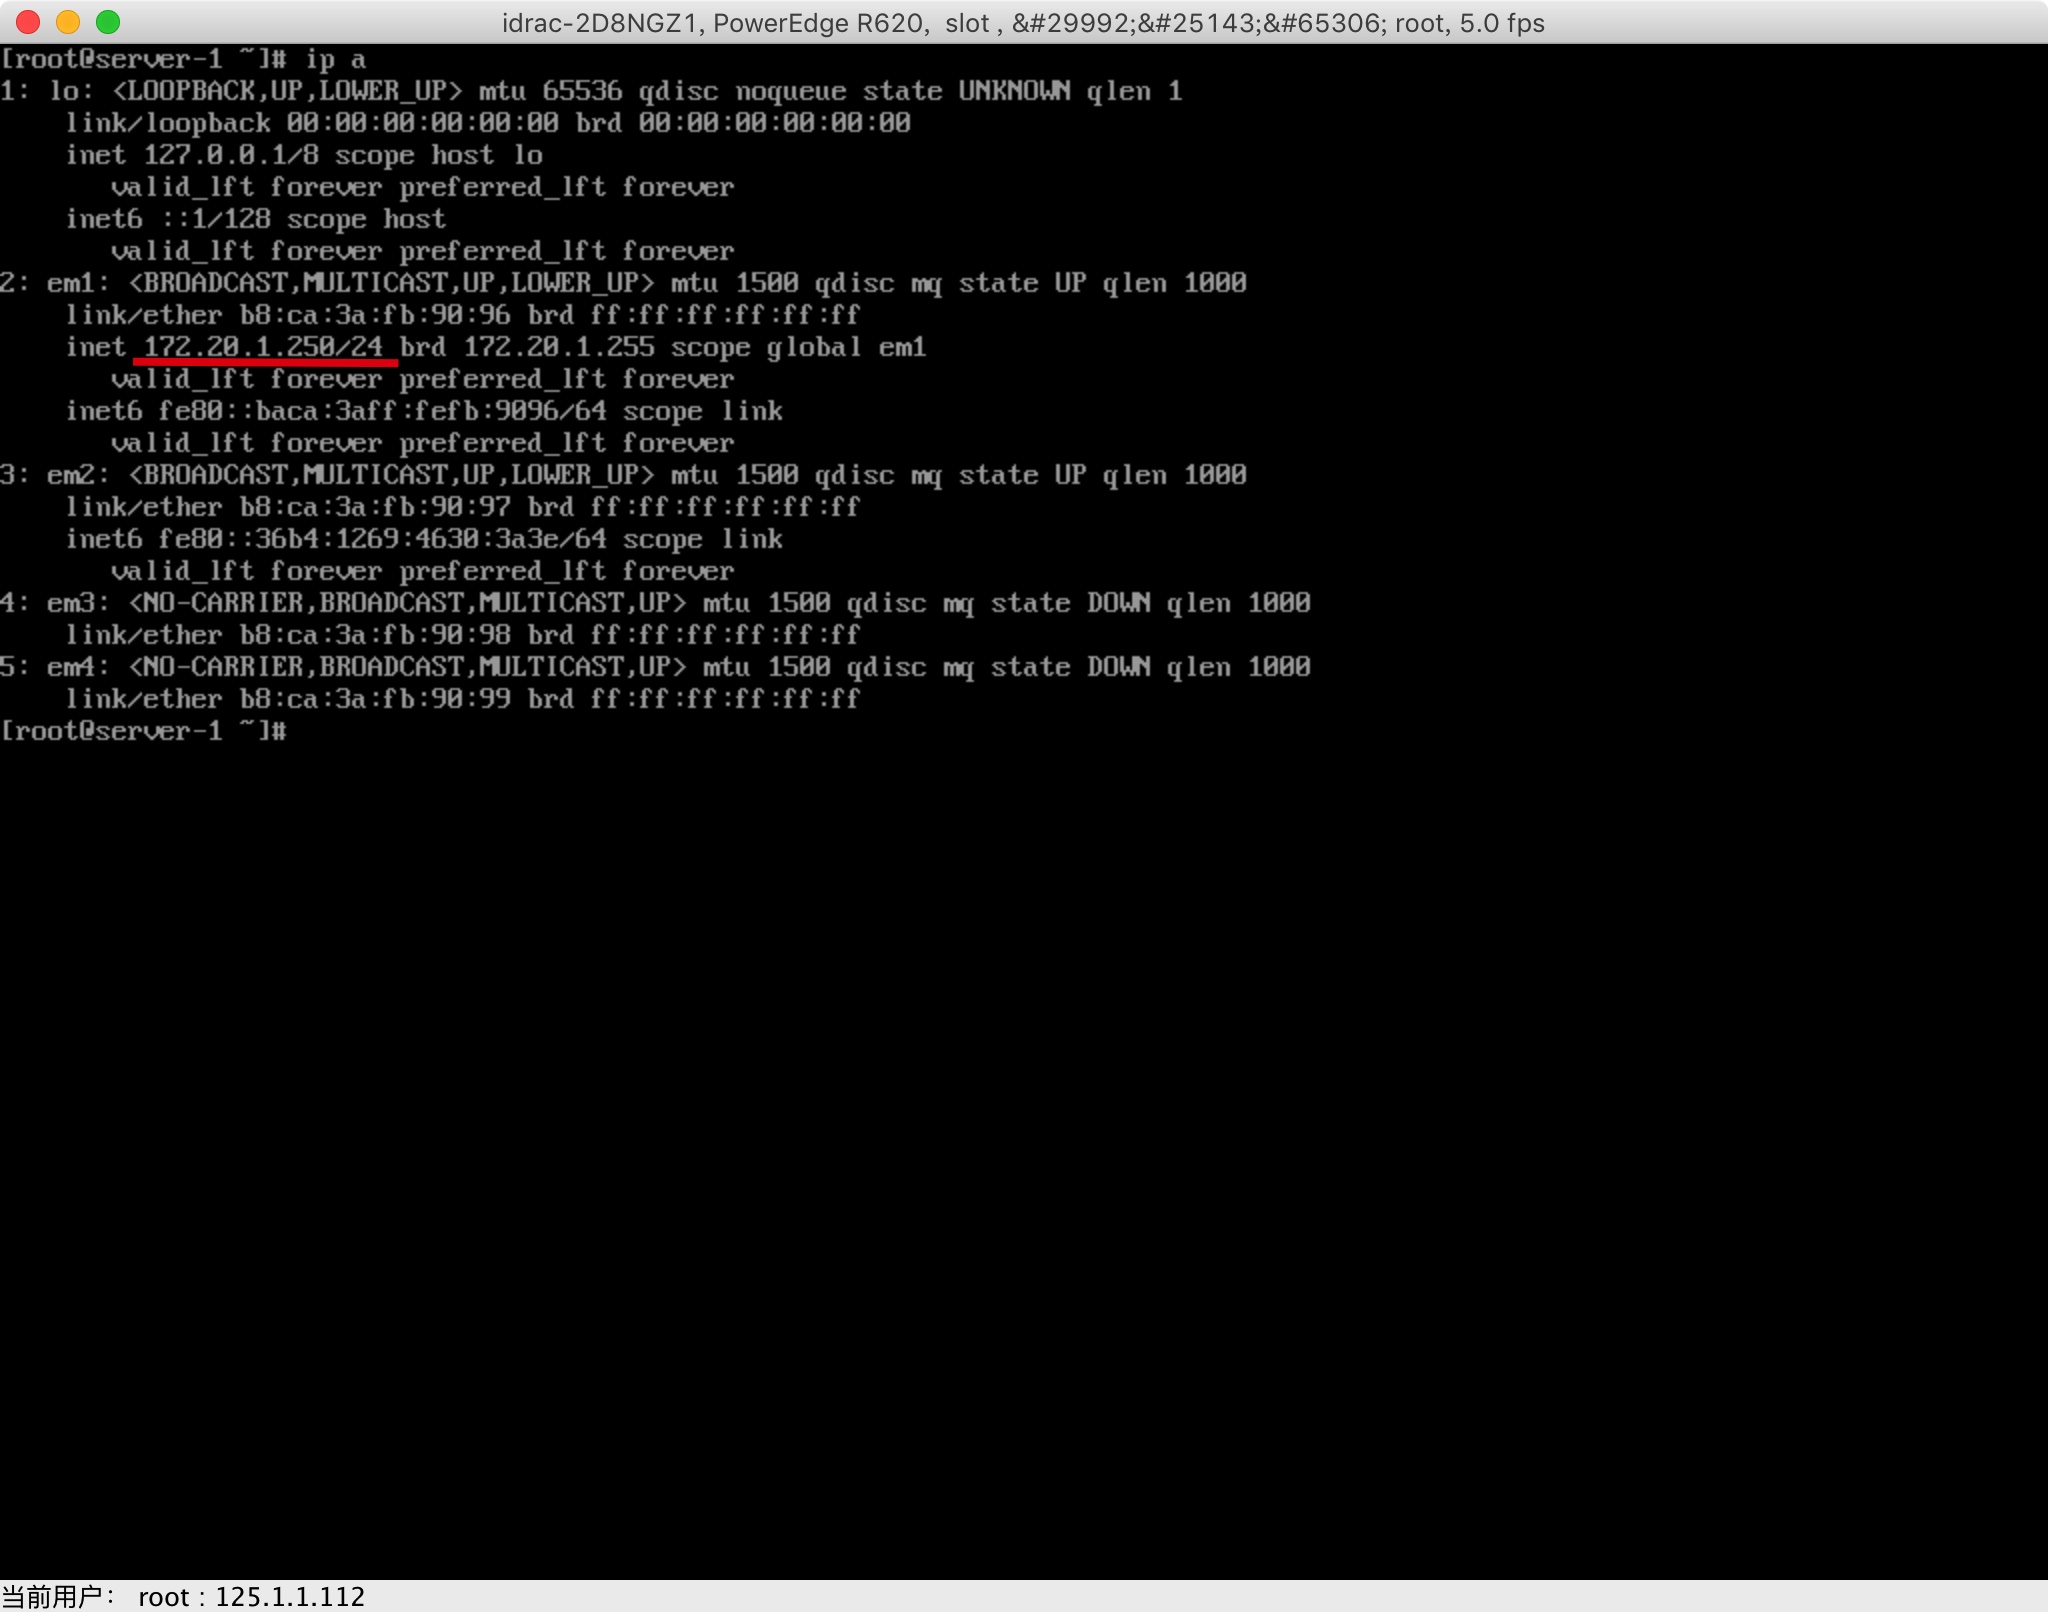 idrac-2D8NGZ1, PowerEdge R620,  slot , &#29992;&#25143;&#65306; root, 5.0 fps
[root@server-1 ~]# ip a
1: lo: <LOOPBACK,UP,LOWER_UP> mtu 65536 qdisc noqueue state UNKNOWN qlen 1
    link/loopback 00:00:00:00:00:00 brd 00:00:00:00:00:00
    inet 127.0.0.1/8 scope host lo
       valid_lft forever preferred_lft forever
    inet6 ::1/128 scope host
       valid_lft forever preferred_lft forever
2: em1: <BROADCAST,MULTICAST,UP,LOWER_UP> mtu 1500 qdisc mq state UP qlen 1000
    link/ether b8:ca:3a:fb:90:96 brd ff:ff:ff:ff:ff:ff
    inet 172.20.1.250/24 brd 172.20.1.255 scope global em1
       valid_lft forever preferred_lft forever
    inet6 fe80::baca:3aff:fefb:9096/64 scope link
       valid_lft forever preferred_lft forever
3: em2: <BROADCAST,MULTICAST,UP,LOWER_UP> mtu 1500 qdisc mq state UP qlen 1000
    link/ether b8:ca:3a:fb:90:97 brd ff:ff:ff:ff:ff:ff
    inet6 fe80::36b4:1269:4630:3a3e/64 scope link
       valid_lft forever preferred_lft forever
4: em3: <NO-CARRIER,BROADCAST,MULTICAST,UP> mtu 1500 qdisc mq state DOWN qlen 1000
    link/ether b8:ca:3a:fb:90:98 brd ff:ff:ff:ff:ff:ff
5: em4: <NO-CARRIER,BROADCAST,MULTICAST,UP> mtu 1500 qdisc mq state DOWN qlen 1000
    link/ether b8:ca:3a:fb:90:99 brd ff:ff:ff:ff:ff:ff
[root@server-1 ~]#
当前用户： root : 125.1.1.112